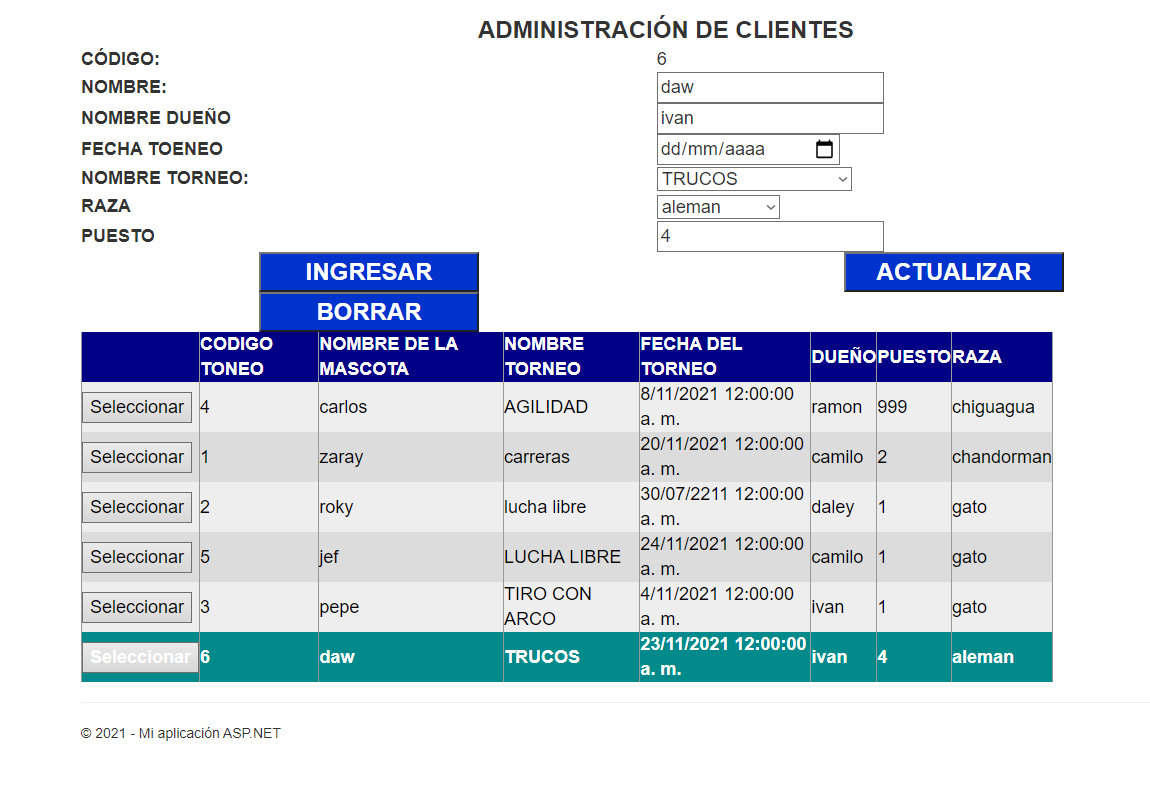 ADMINISTRACIÓN DE CLIENTES
CÓDIGO: 6
NOMBRE: daw
NOMBRE DUEÑO ivan
FECHA TOENEO dd/mm/aaaa
NOMBRE TORNEO: TRUCOS
RAZA aleman
PUESTO 4
INGRESAR ACTUALIZAR
BORRAR
CODIGO TONEO NOMBRE DE LA MASCOTA NOMBRE TORNEO FECHA DEL TORNEO DUEÑO PUESTO RAZA
Seleccionar 4 carlos AGILIDAD 8/11/2021 12:00:00 a. m. ramon 999 chiguagua
Seleccionar 1 zaray carreras 20/11/2021 12:00:00 a. m. camilo 2 chandorman
Seleccionar 2 roky lucha libre 30/07/2211 12:00:00 a. m. daley 1 gato
Seleccionar 5 jef LUCHA LIBRE 24/11/2021 12:00:00 a. m. camilo 1 gato
Seleccionar 3 pepe TIRO CON ARCO 4/11/2021 12:00:00 a. m. ivan 1 gato
Seleccionar 6 daw TRUCOS 23/11/2021 12:00:00 a. m. ivan 4 aleman
© 2021 - Mi aplicación ASP.NET